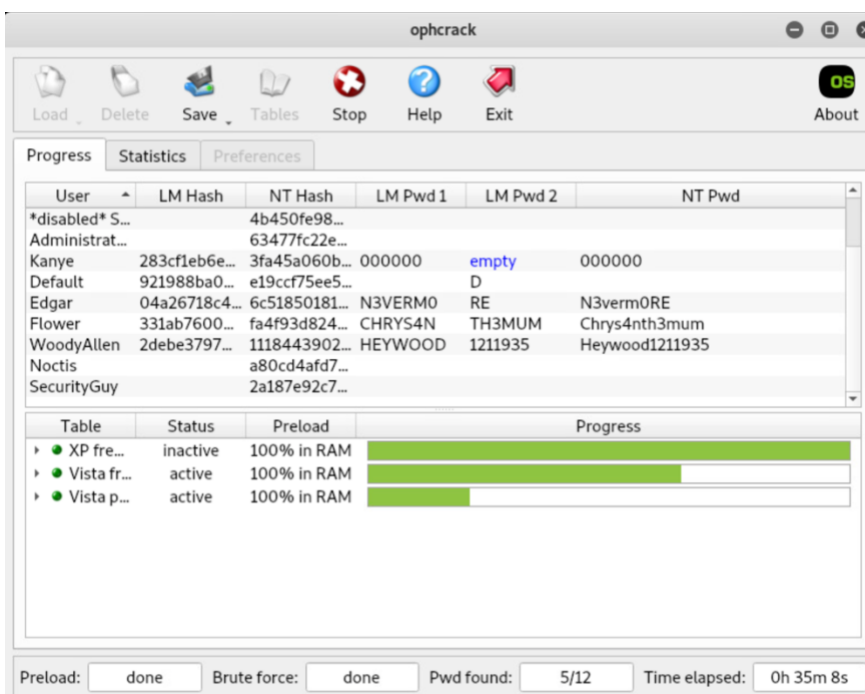 ophcrack
Load Delete Save Tables Stop Help Exit About
OS
Progress Statistics Preferences
User LM Hash NT Hash LM Pwd 1 LM Pwd 2 NT Pwd
*disabled* S... 4b450fe98...
Administrat... 63477fc22e...
Kanye 283cf1eb6e... 3fa45a060b... 000000 empty 000000
Default 921988ba0... e19ccf75ee5... D
Edgar 04a26718c4... 6c51850181... N3VERM0 RE N3verm0RE
Flower 331ab7600... fa4f93d824... CHRYS4N TH3MUM Chrys4nth3mum
WoodyAllen 2debe3797... 1118443902... HEYWOOD 1211935 Heywood1211935
Noctis a80cd4afd7...
SecurityGuy 2a187e92c7...
Table Status Preload Progress
XP fre... inactive 100% in RAM
Vista fr... active 100% in RAM
Vista p... active 100% in RAM
Preload: done Brute force: done Pwd found: 5/12 Time elapsed: 0h 35m 8s